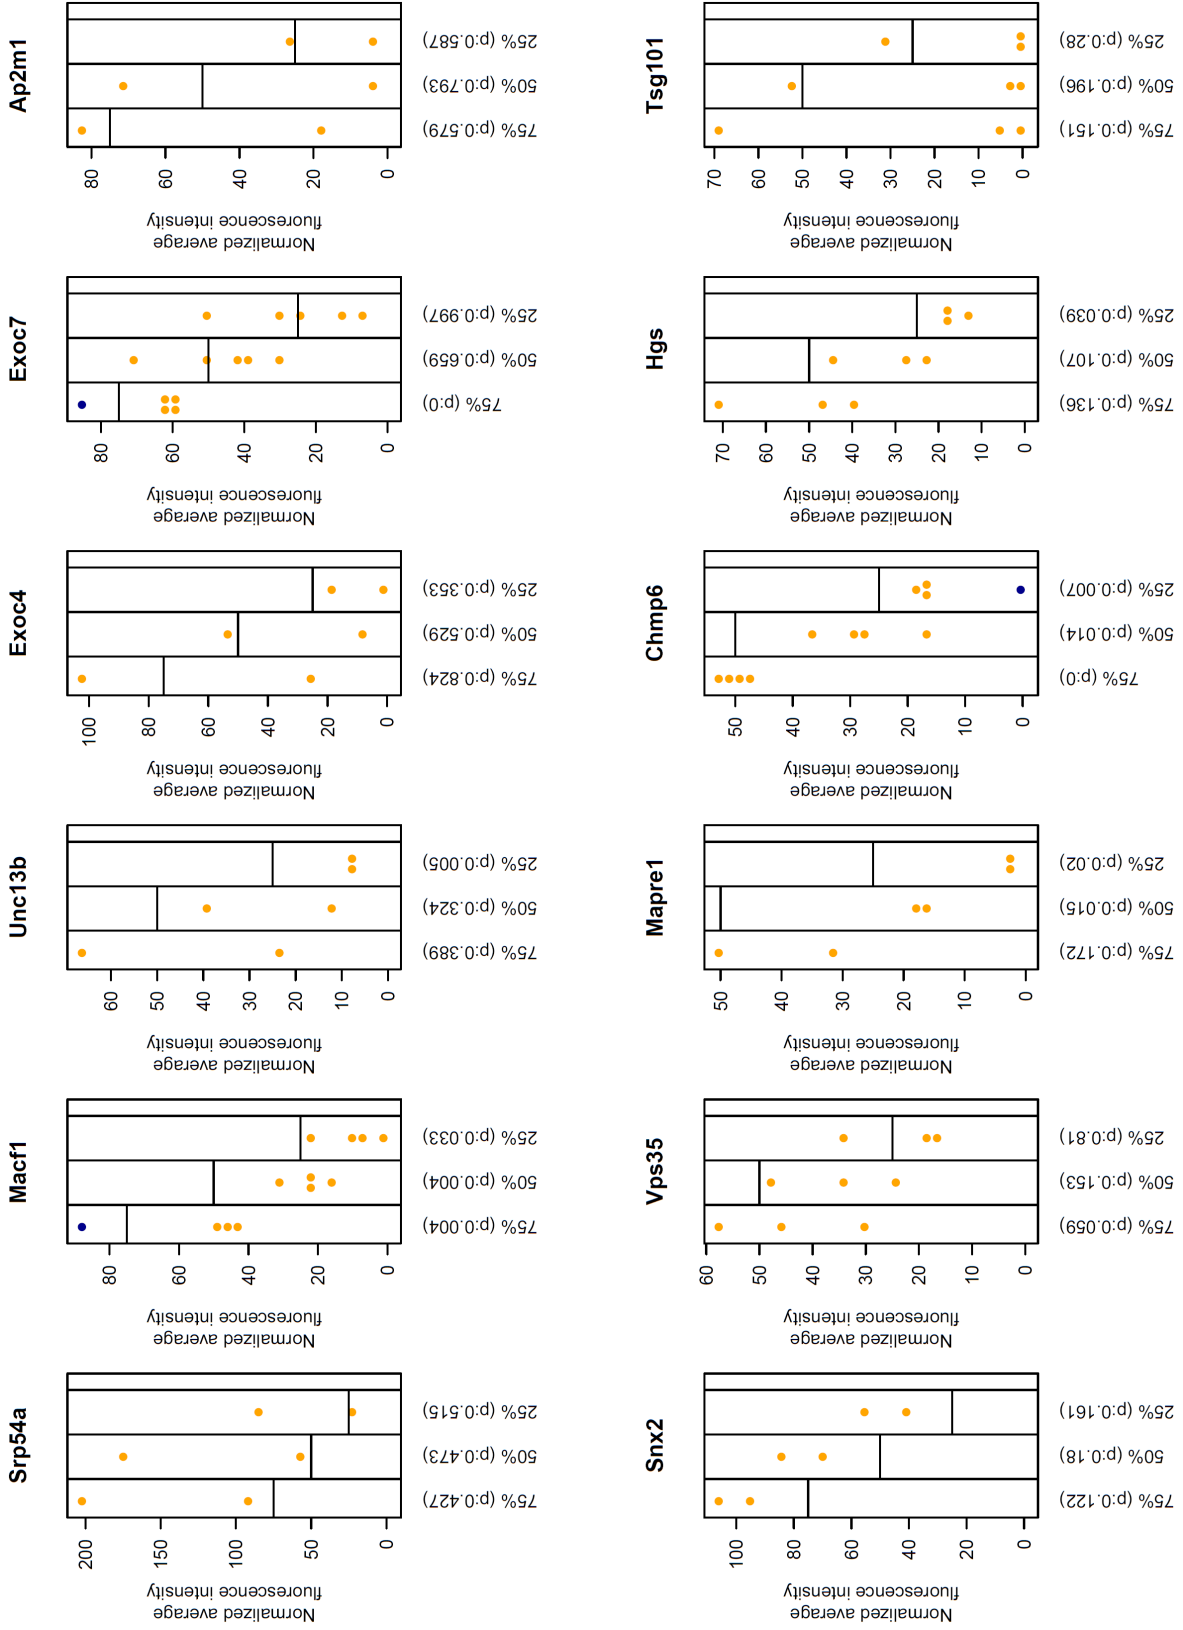 Ap2m1
25% (p:0.587)
50% (p:0.793)
75% (p:0.579)
80
60
40
20
0
Normalized average
fluorescence intensity
Tsg101
25% (p:0.28)
50% (p:0.196)
75% (p:0.151)
70
60
50
40
30
20
10
0
Normalized average
fluorescence intensity
Exoc7
25% (p:0.997)
50% (p:0.659)
75% (p:0)
80
60
40
20
0
Normalized average
fluorescence intensity
Hgs
25% (p:0.039)
50% (p:0.107)
75% (p:0.136)
70
60
50
40
30
20
10
0
Normalized average
fluorescence intensity
Exoc4
25% (p:0.353)
50% (p:0.529)
75% (p:0.824)
100
80
60
40
20
0
Normalized average
fluorescence intensity
Chmp6
25% (p:0.007)
50% (p:0.014)
75% (p:0)
50
40
30
20
10
0
Normalized average
fluorescence intensity
Unc13b
25% (p:0.005)
50% (p:0.324)
75% (p:0.389)
60
50
40
30
20
10
0
Normalized average
fluorescence intensity
Mapre1
25% (p:0.02)
50% (p:0.015)
75% (p:0.172)
50
40
30
20
10
0
Normalized average
fluorescence intensity
Macf1
25% (p:0.033)
50% (p:0.004)
75% (p:0.004)
80
60
40
20
0
Normalized average
fluorescence intensity
Vps35
25% (p:0.81)
50% (p:0.153)
75% (p:0.059)
60
50
40
30
20
10
0
Normalized average
fluorescence intensity
Srp54a
25% (p:0.515)
50% (p:0.473)
75% (p:0.427)
200
150
100
50
0
Normalized average
fluorescence intensity
Snx2
25% (p:0.161)
50% (p:0.18)
75% (p:0.122)
100
80
60
40
20
0
Normalized average
fluorescence intensity